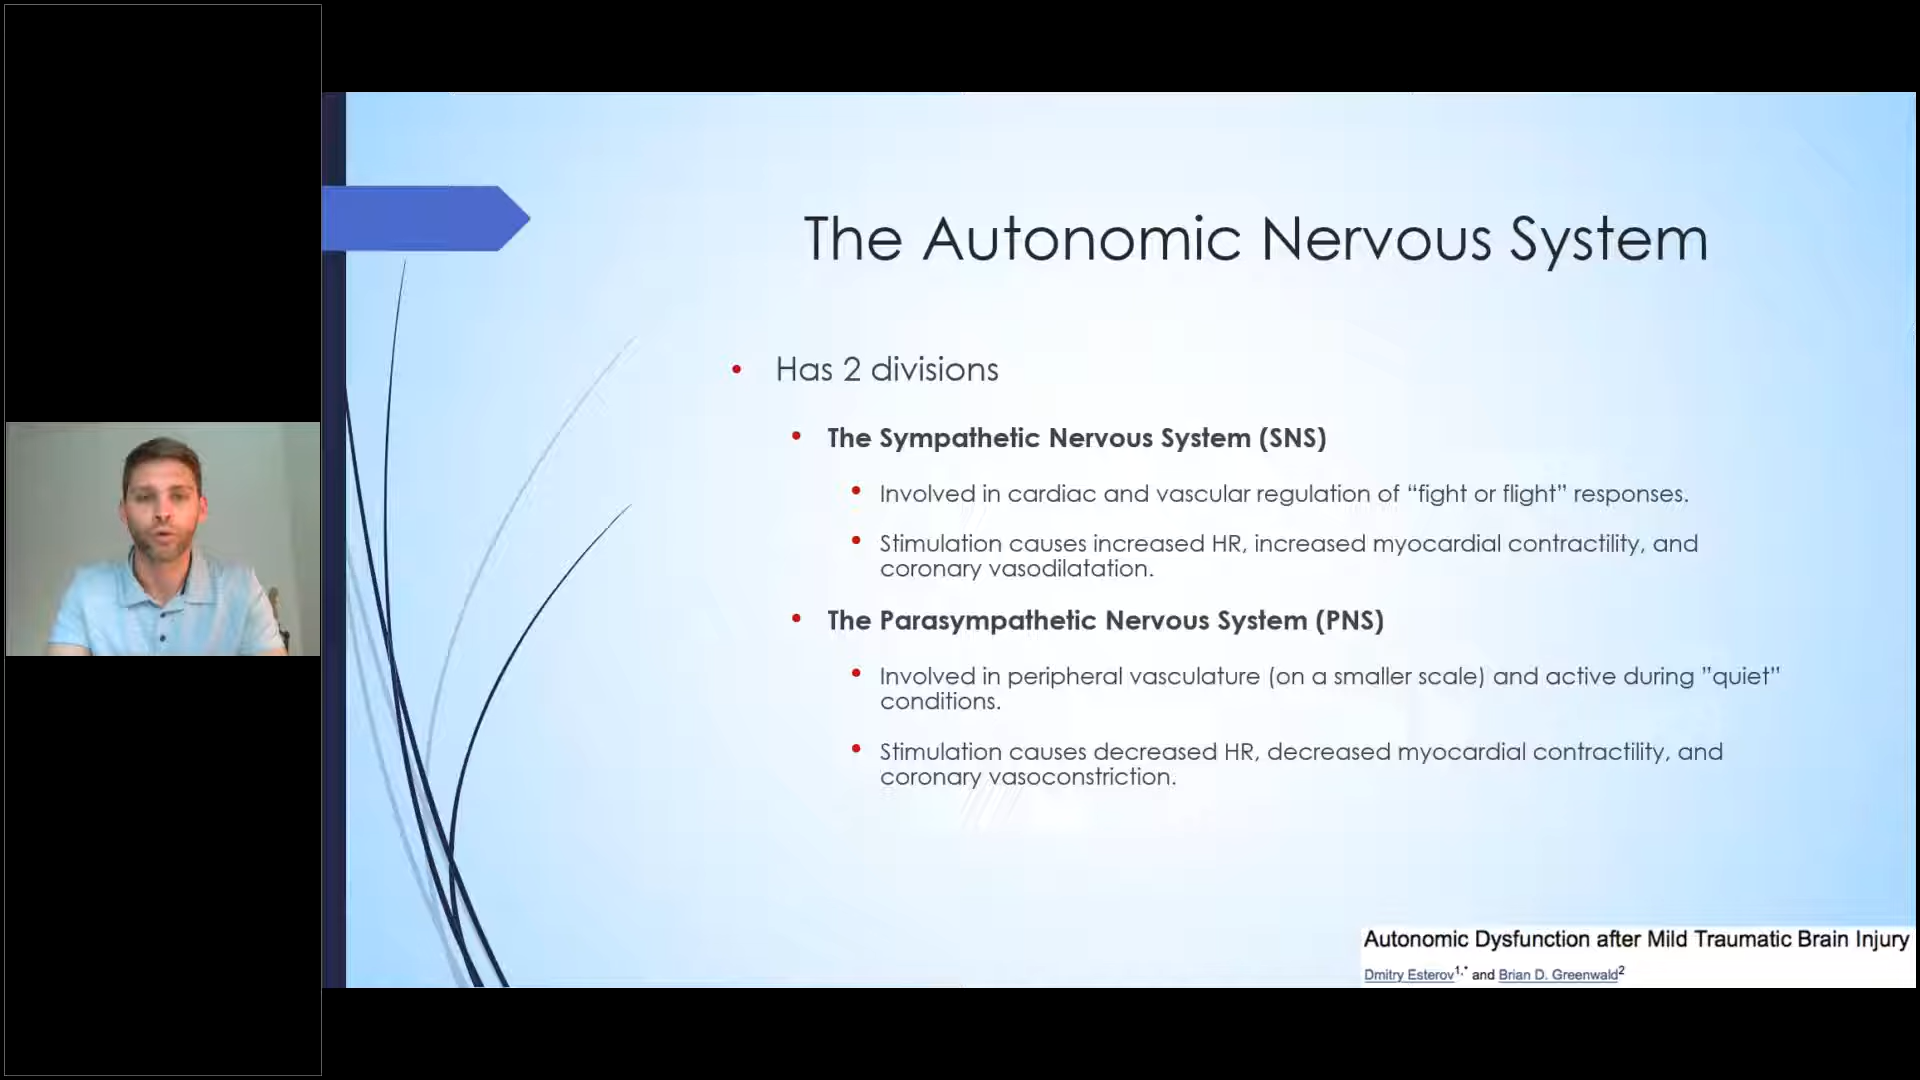 The Autonomic Nervous System
• Has 2 divisions
• The Sympathetic Nervous System (SNS)
• Involved in cardiac and vascular regulation of “fight or flight” responses.
• Stimulation causes increased HR, increased myocardial contractility, and
coronary vasodilatation.
• The Parasympathetic Nervous System (PNS)
• Involved in peripheral vasculature (on a smaller scale) and active during ”quiet”
conditions.
• Stimulation causes decreased HR, decreased myocardial contractility, and
coronary vasoconstriction.
Autonomic Dysfunction after Mild Traumatic Brain Injury
Dmitry Esterov1,* and Brian D. Greenwald2